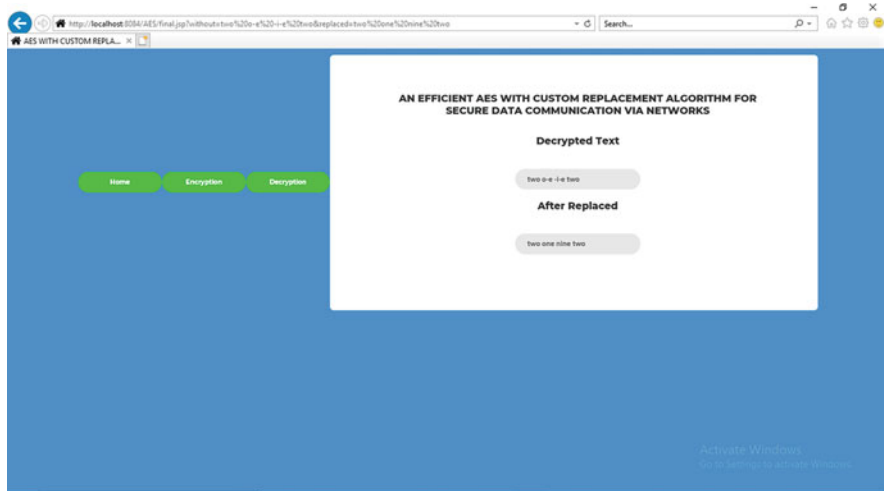 http://localhost:8084/AES/final.jsp?without=two%20o-e%20-i-e%20two&replaced=two%20one%20nine%20two
Search...
AES WITH CUSTOM REPLA...
AN EFFICIENT AES WITH CUSTOM REPLACEMENT ALGORITHM FOR
SECURE DATA COMMUNICATION VIA NETWORKS
Decrypted Text
Home Encryption Decryption
two o-e -i-e two
After Replaced
two one nine two
Activate Windows
Go to Settings to activate Windows.